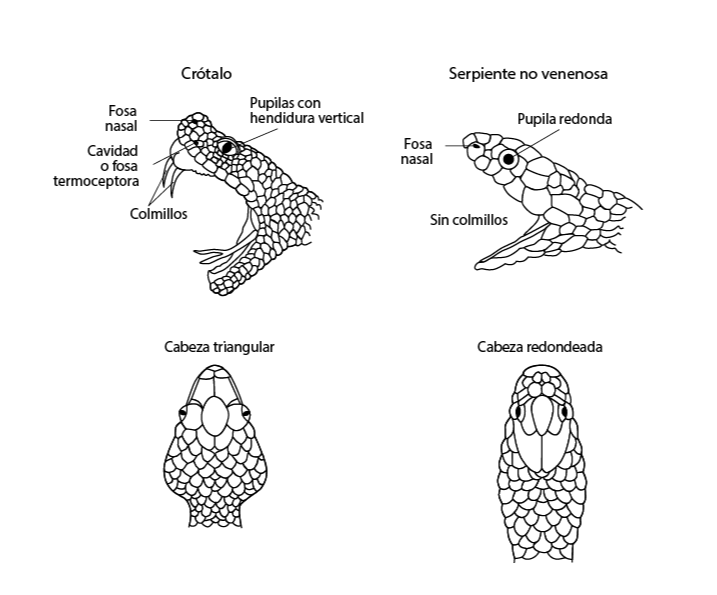 Crótalo
Fosa
nasal
Cavidad
o fosa
termoceptora
Colmillos
Pupilas con
hendidura vertical
Serpiente no venenosa
Fosa
nasal
Pupila redonda
Sin colmillos
Cabeza triangular
Cabeza redondeada